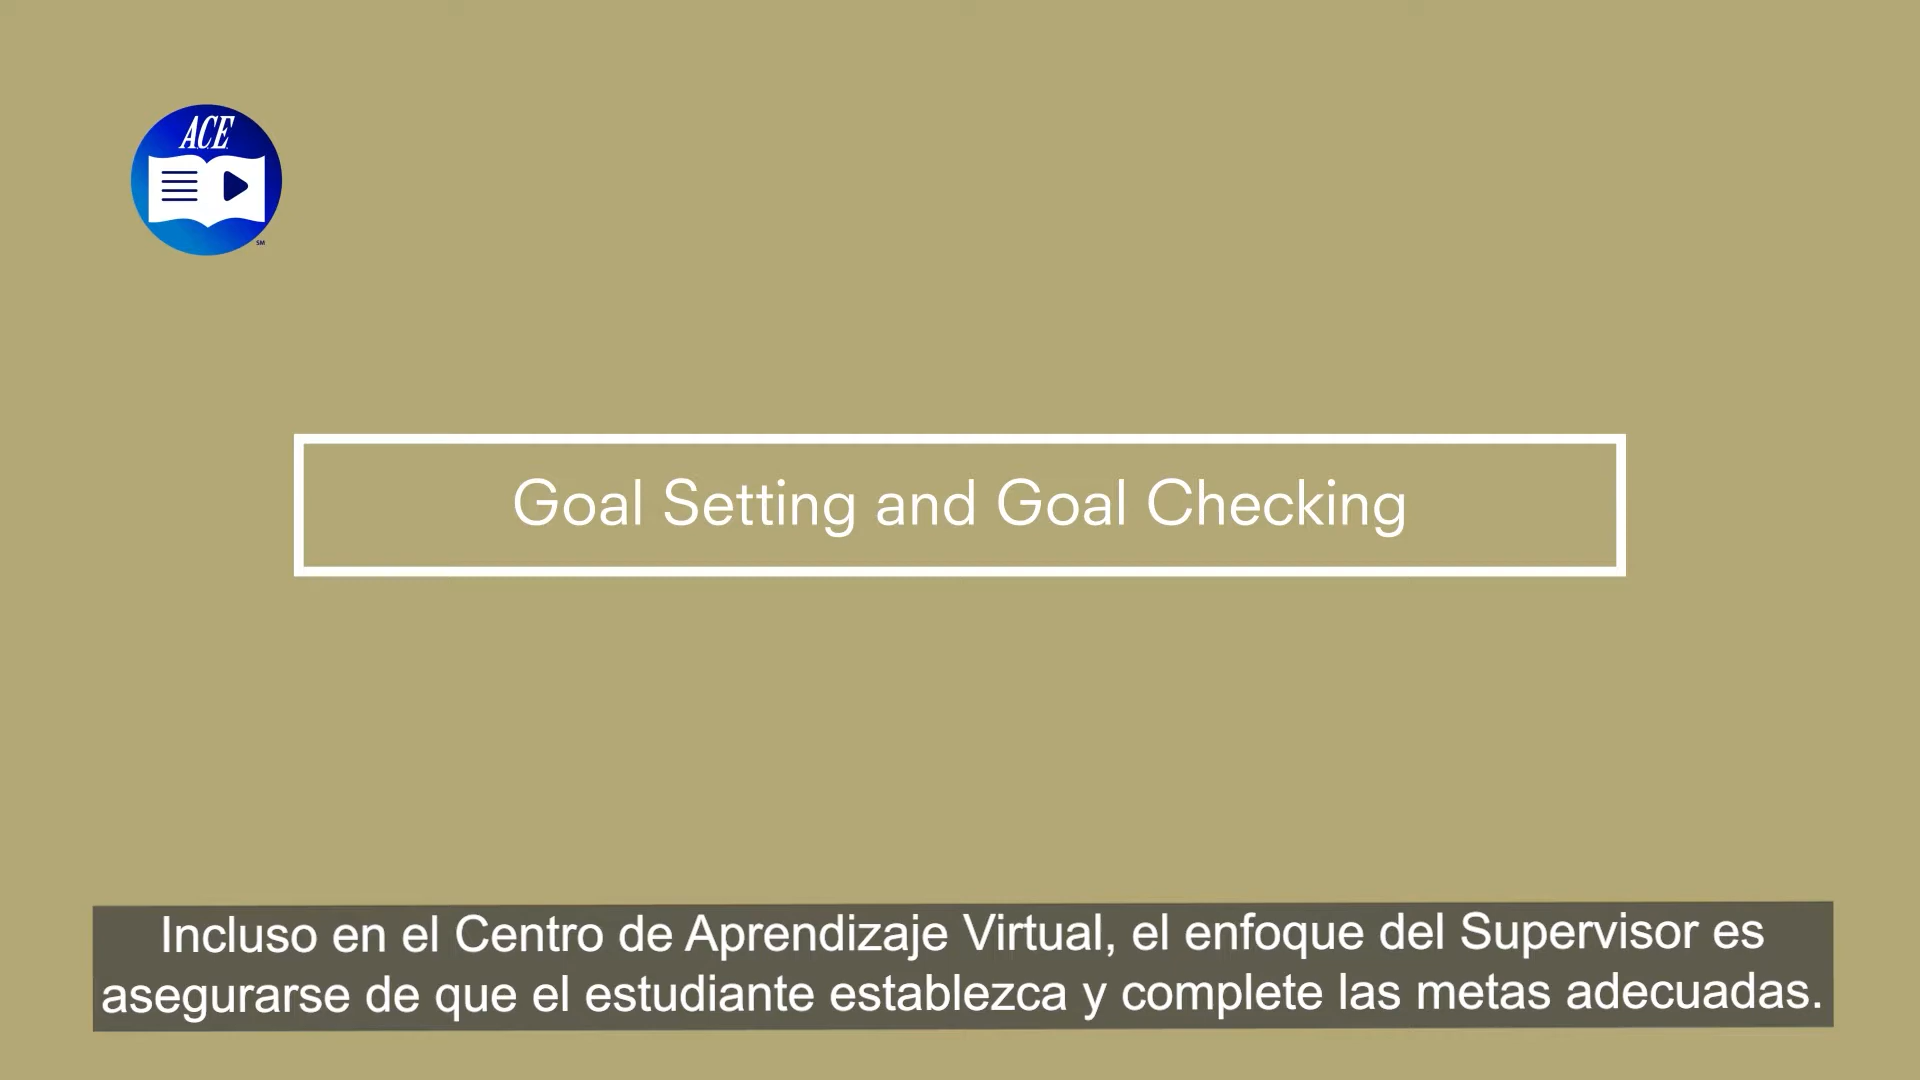 A.C.E.
SM
Goal Setting and Goal Checking
Incluso en el Centro de Aprendizaje Virtual, el enfoque del Supervisor es
asegurarse de que el estudiante establezca y complete las metas adecuadas.